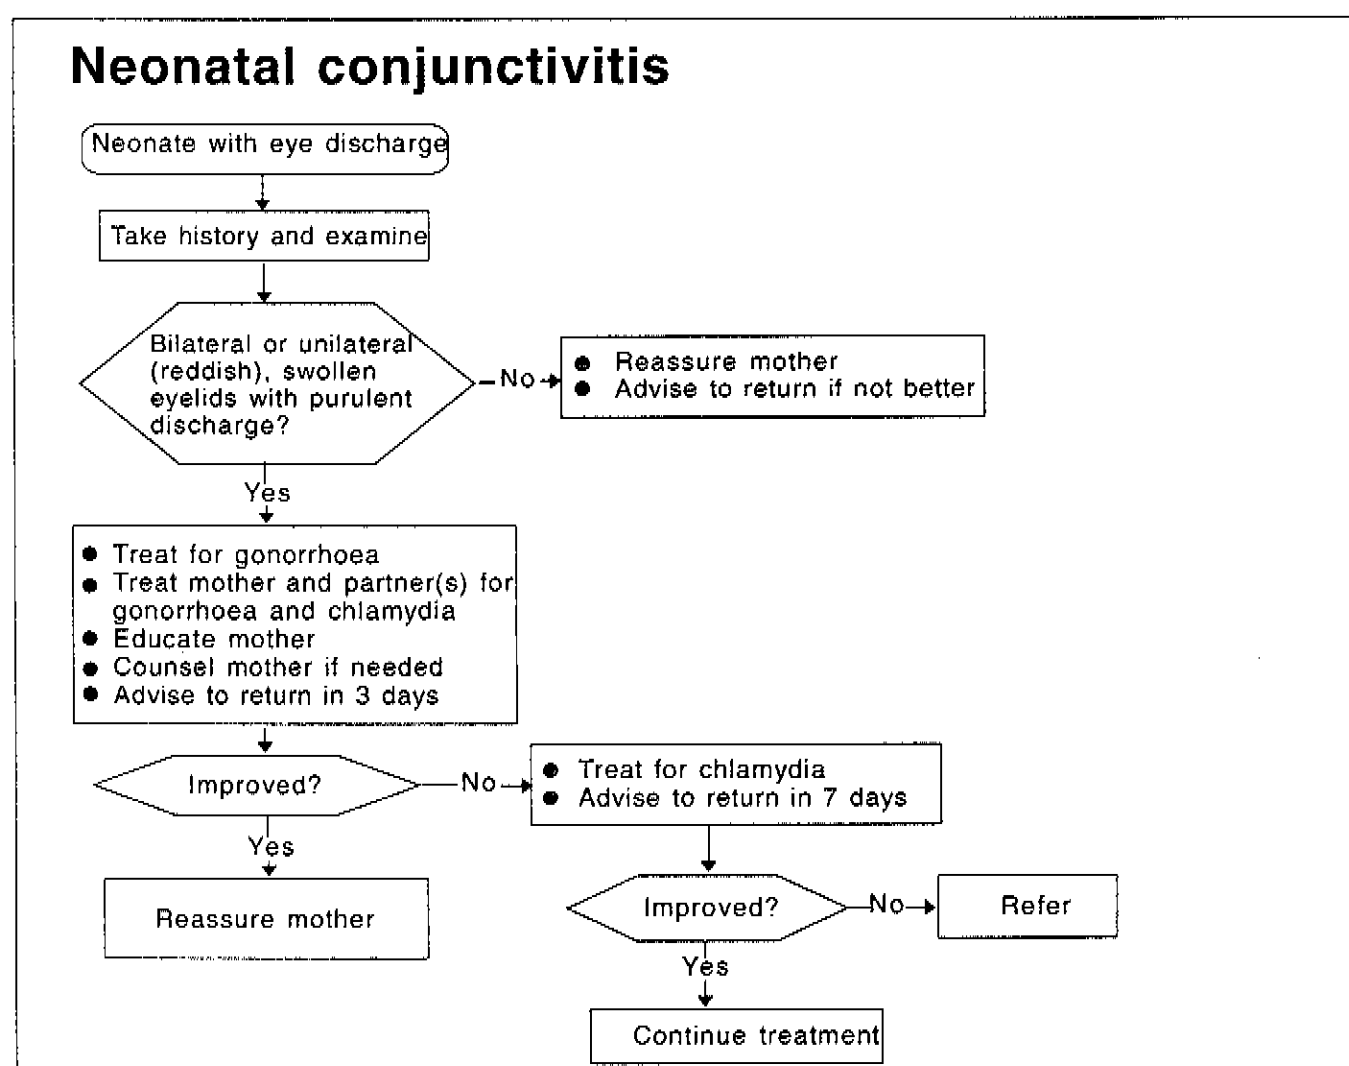 Neonatal conjunctivitis
Neonate with eye discharge
Take history and examine
Bilateral or unilateral
(reddish), swollen
eyelids with purulent
discharge?
No
● Reassure mother
● Advise to return if not better
Yes
● Treat for gonorrhoea
● Treat mother and partner(s) for
gonorrhoea and chlamydia
● Educate mother
● Counsel mother if needed
● Advise to return in 3 days
Improved?
No
● Treat for chlamydia
● Advise to return in 7 days
Yes
Reassure mother
Improved?
No
Refer
Yes
Continue treatment